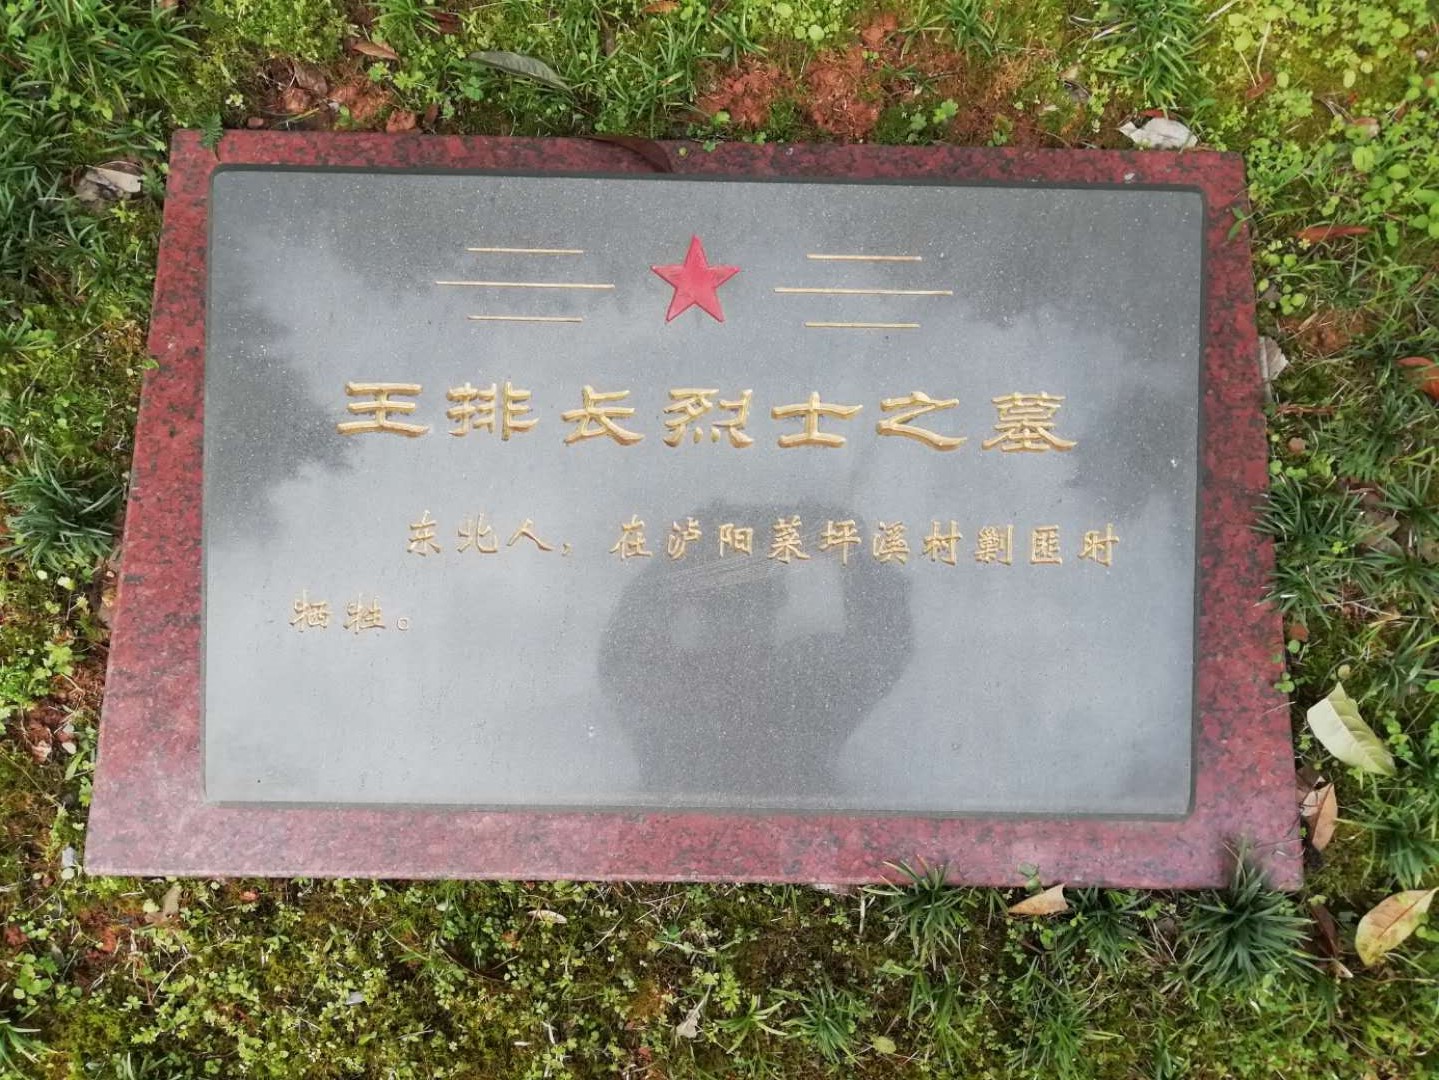 王排长烈士之墓
东北人，在泸阳菜坪溪村剿匪时
牺牲。